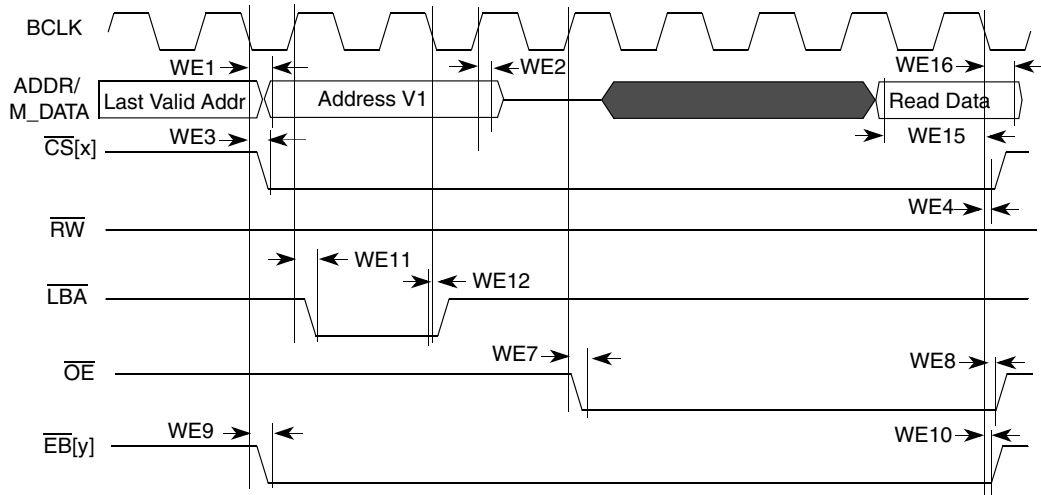 BCLK
WE1
WE2
WE16
ADDR/
M_DATA
Last Valid Addr
Address V1
Read Data
WE3
WE15
CS[x]
WE4
RW
WE11
WE12
LBA
WE7
WE8
OE
WE9
WE10
EB[y]